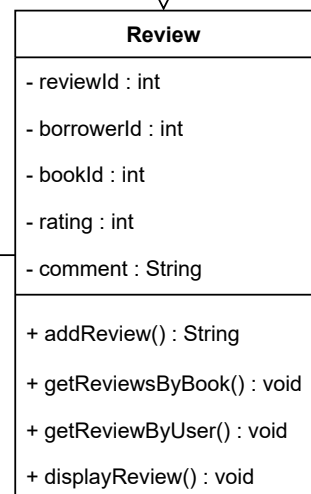 Review
- reviewId : int
- borrowerId : int
- bookId : int
- rating : int
- comment : String
+ addReview() : String
+ getReviewsByBook() : void
+ getReviewByUser() : void
+ displayReview() : void